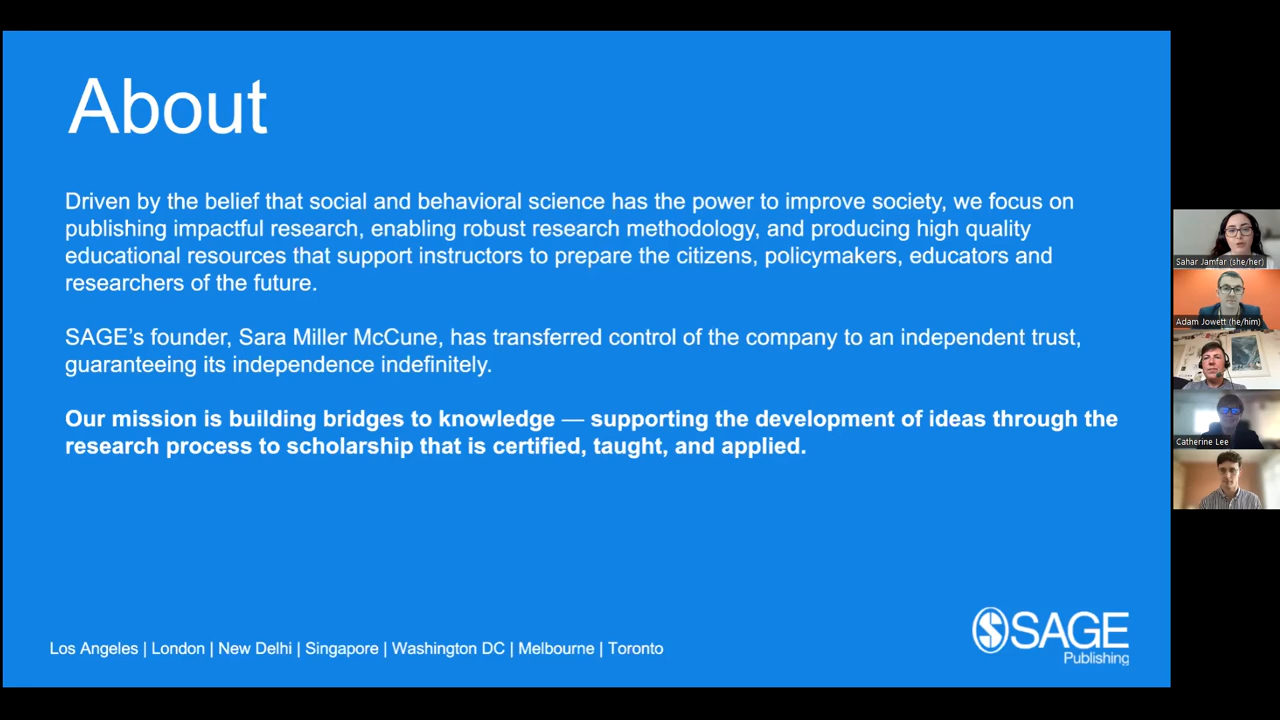 About
Driven by the belief that social and behavioral science has the power to improve society, we focus on
publishing impactful research, enabling robust research methodology, and producing high quality
educational resources that support instructors to prepare the citizens, policymakers, educators and
researchers of the future.
SAGE’s founder, Sara Miller McCune, has transferred control of the company to an independent trust,
guaranteeing its independence indefinitely.
Our mission is building bridges to knowledge — supporting the development of ideas through the
research process to scholarship that is certified, taught, and applied.
Los Angeles | London | New Delhi | Singapore | Washington DC | Melbourne | Toronto
SAGE
Publishing
Sahar Jamfar (she/her)
Adam Jowett (he/him)
Catherine Lee